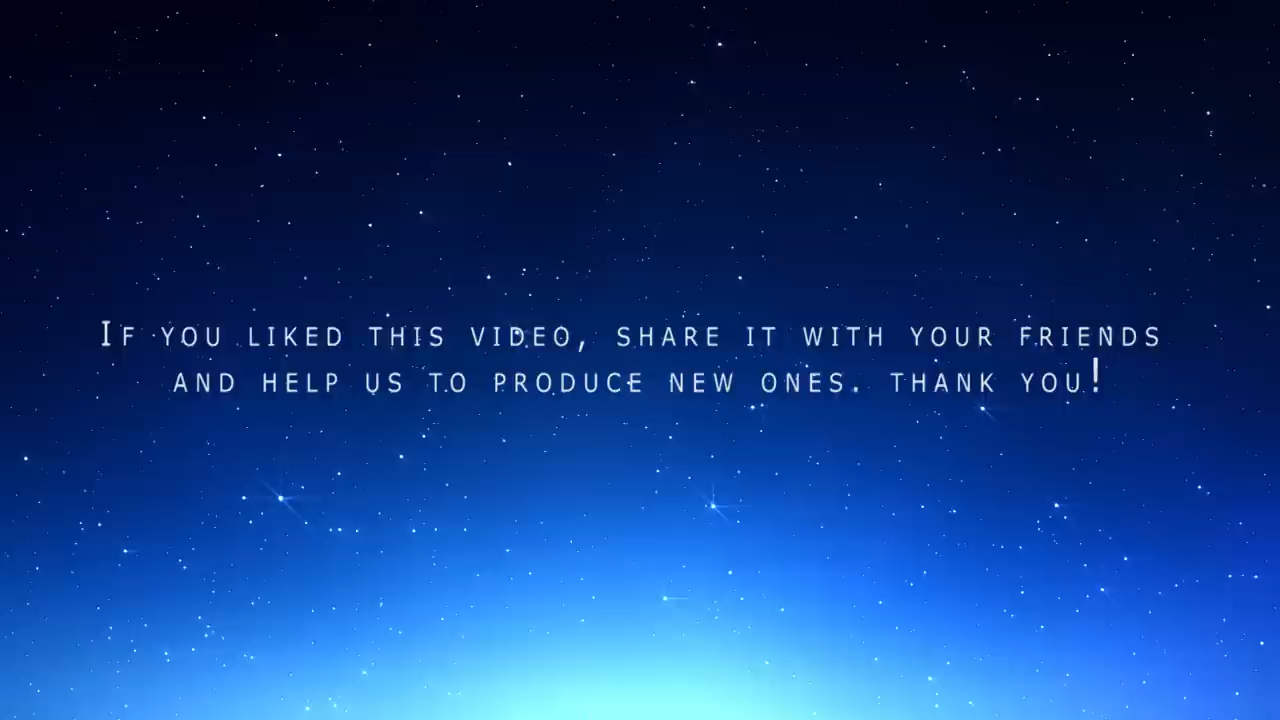 If you liked this video, share it with your friends
and help us to produce new ones. Thank you!